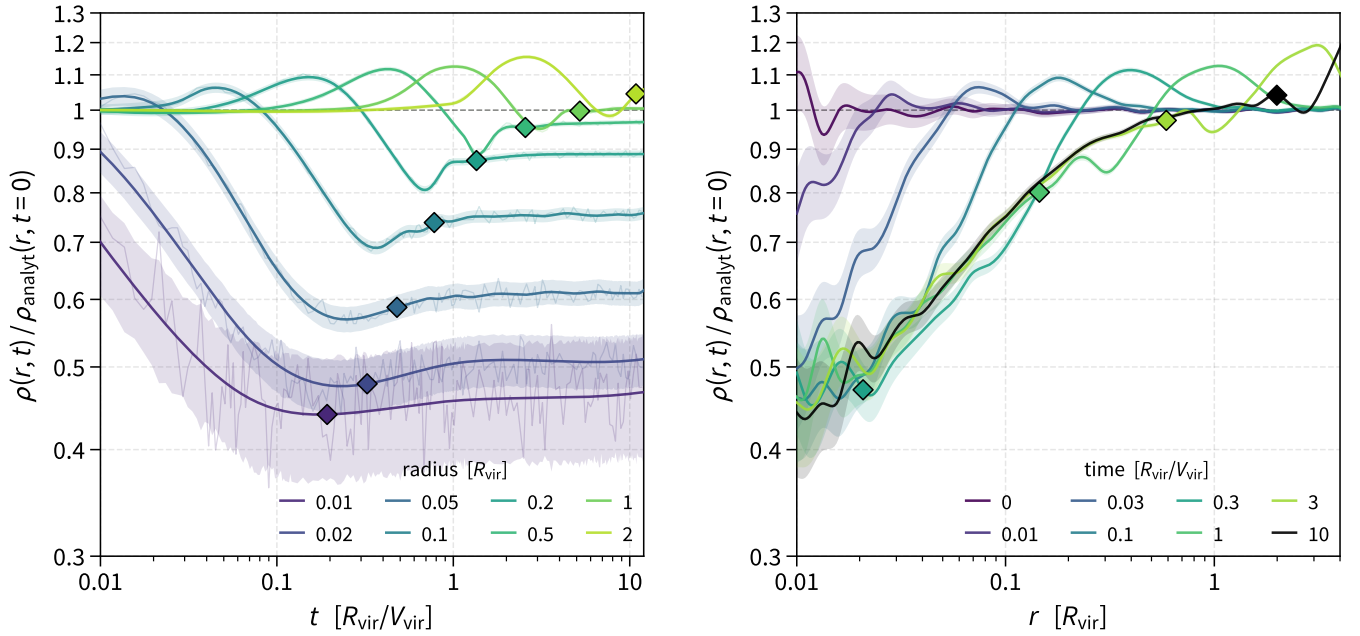 1.3
1.2
1.1
1
0.9
0.8
0.7
0.6
0.5
0.4
0.3
ρ(r, t) / ρ_analyt(r, t = 0)
radius [R_vir]
0.01 0.05 0.2 1
0.02 0.1 0.5 2
0.01 0.1 1 10
t [R_vir/V_vir]
1.3
1.2
1.1
1
0.9
0.8
0.7
0.6
0.5
0.4
0.3
ρ(r, t) / ρ_analyt(r, t = 0)
time [R_vir/V_vir]
0 0.03 0.3 3
0.01 0.1 1 10
0.01 0.1 1
r [R_vir]